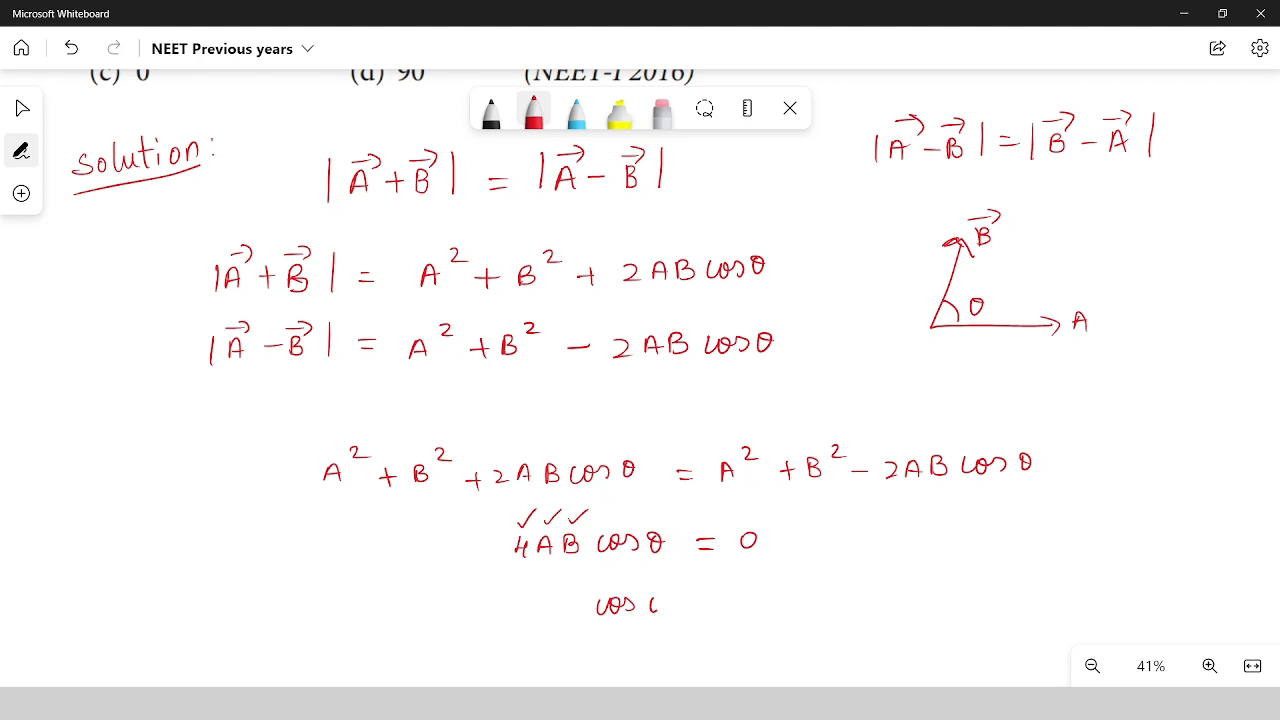 Microsoft Whiteboard
NEET Previous years
(c) 0 (d) 90 (NEET-I 2016)
solution:
|A⃗ + B⃗| = |A⃗ − B⃗|
|A⃗ − B⃗| = |B⃗ − A⃗|
|A⃗ + B⃗| = A² + B² + 2AB cosθ
|A⃗ − B⃗| = A² + B² − 2AB cosθ
B⃗
θ
A
A² + B² + 2AB cosθ = A² + B² − 2AB cosθ
4AB cosθ = 0
cos
41%